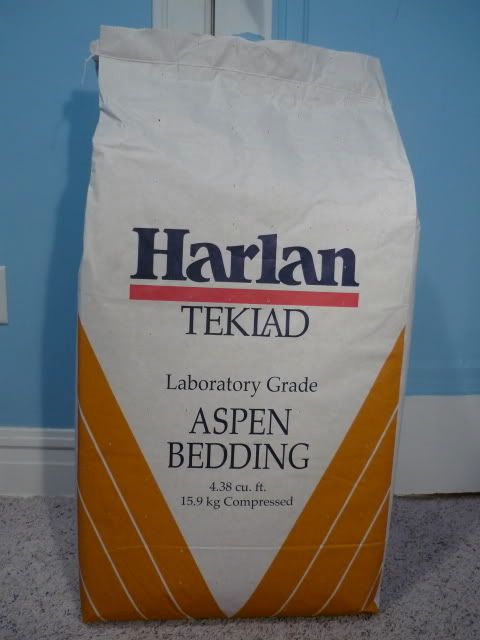 Harlan
TEKLAD
Laboratory Grade
ASPEN
BEDDING
4.38 cu. ft.
15.9 kg Compressed